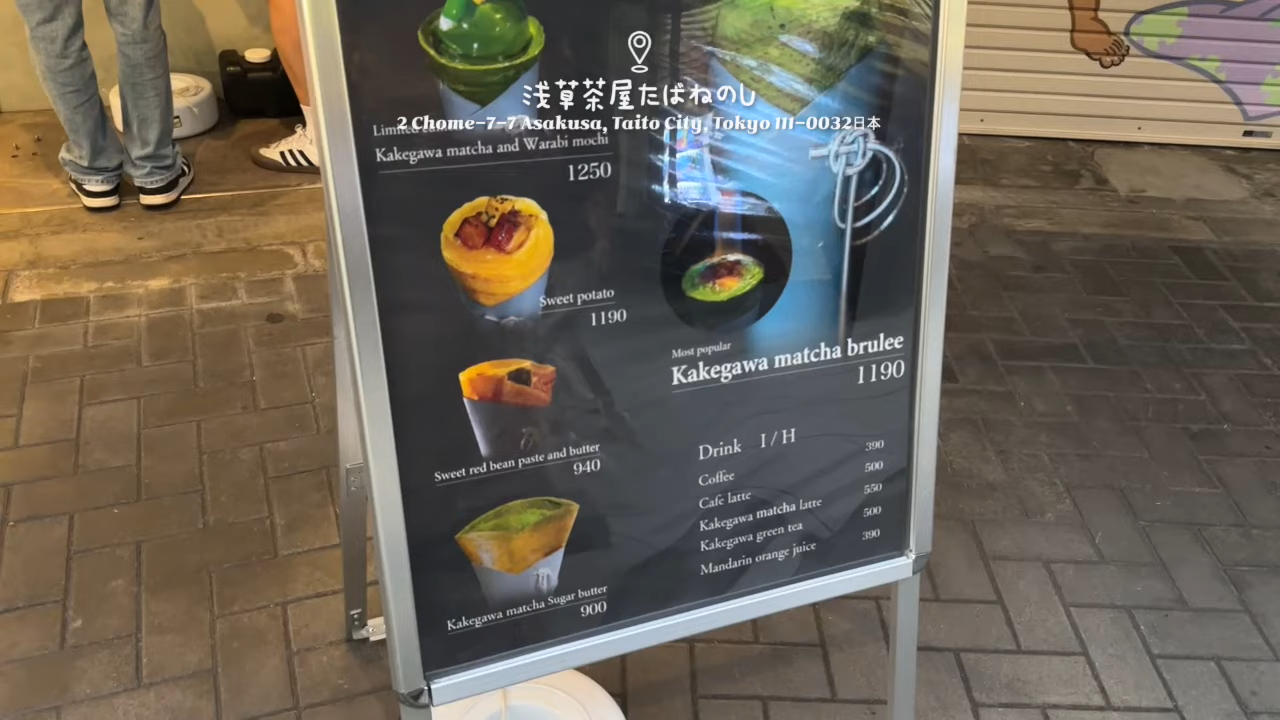 浅草茶屋たばねのし
2 Chome-7-7 Asakusa, Taito City, Tokyo 111-0032日本
Limited
Kakegawa matcha and Warabi mochi
1250
Sweet potato
1190
Sweet red bean paste and butter
940
Kakegawa matcha Sugar butter
900
Most popular
Kakegawa matcha brulee
1190
Drink I / H
Coffee 390
Cafe latte 500
Kakegawa matcha latte 550
Kakegawa green tea 500
Mandarin orange juice 390